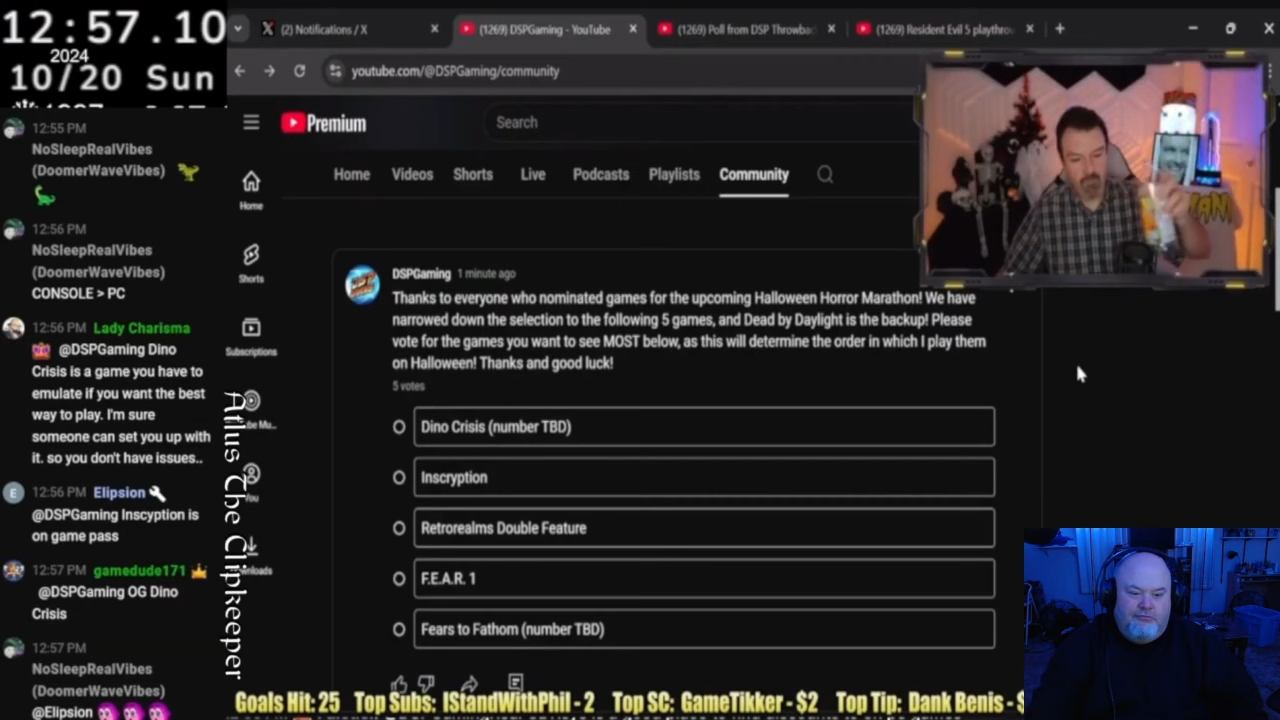 12:57.10
2024
10/20 Sun
(2) Notifications / X
(1269) DSPGaming - YouTube
(1269) Poll from DSP Throwbac
(1269) Resident Evil 5 playthrou
youtube.com/@DSPGaming/community
Premium
Search
Home
Videos
Shorts
Live
Podcasts
Playlists
Community
Home
Shorts
Subscriptions
You
Atlus The Clipkeeper
12:55 PM
NoSleepRealVibes
(DoomerWaveVibes)
12:56 PM
NoSleepRealVibes
(DoomerWaveVibes)
CONSOLE > PC
12:56 PM Lady Charisma
@DSPGaming Dino
Crisis is a game you have to
emulate if you want the best
way to play. I'm sure
someone can set you up with
it. so you don't have issues..
12:56 PM Elipsion
@DSPGaming Inscyption is
on game pass
12:57 PM gamedude171
@DSPGaming OG Dino
Crisis
12:57 PM
NoSleepRealVibes
(DoomerWaveVibes)
@Elipsion
DSPGaming 1 minute ago
Thanks to everyone who nominated games for the upcoming Halloween Horror Marathon! We have
narrowed down the selection to the following 5 games, and Dead by Daylight is the backup! Please
vote for the games you want to see MOST below, as this will determine the order in which I play them
on Halloween! Thanks and good luck!
5 votes
Dino Crisis (number TBD)
Inscryption
Retrorealms Double Feature
F.E.A.R. 1
Fears to Fathom (number TBD)
Goals Hit: 25 Top Subs: IStandWithPhil - 2 Top SC: GameTikker - $2 Top Tip: Dank Benis - $